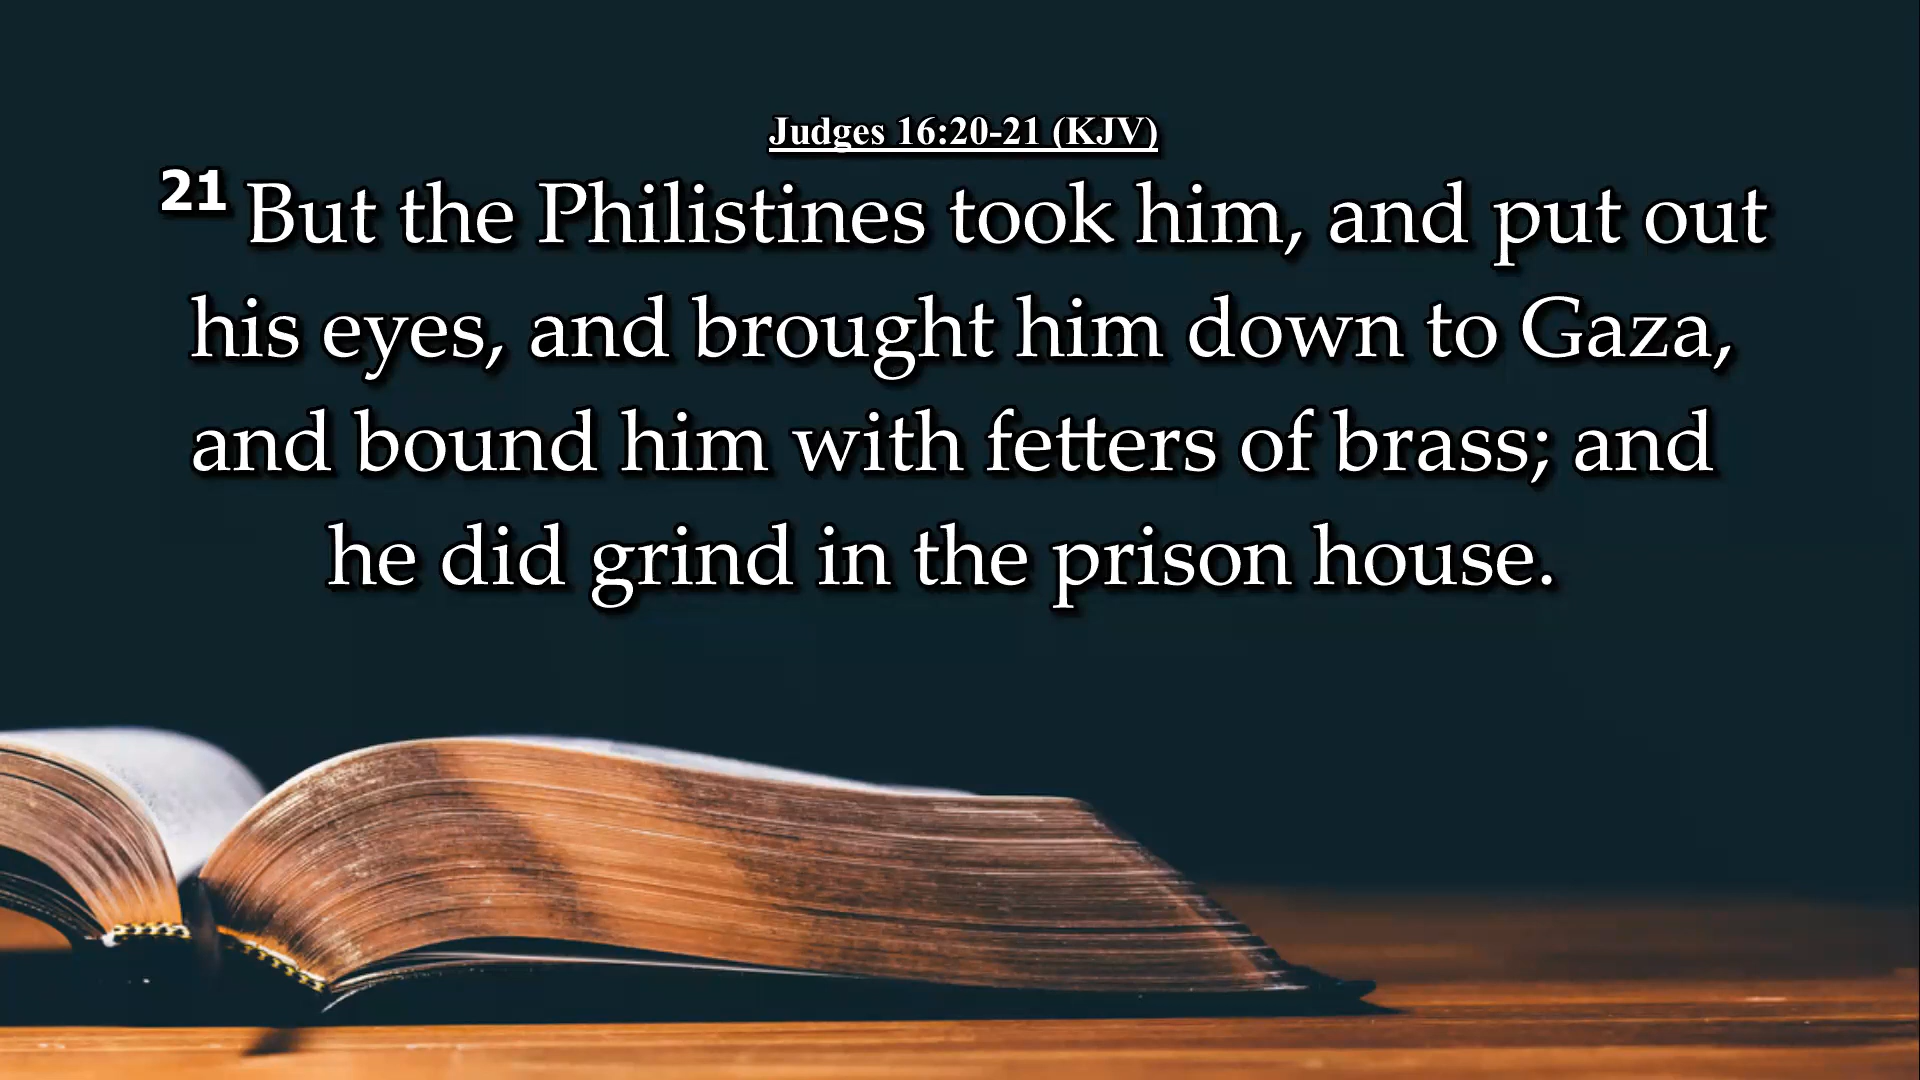 Judges 16:20-21 (KJV)
21 But the Philistines took him, and put out
his eyes, and brought him down to Gaza,
and bound him with fetters of brass; and
he did grind in the prison house.